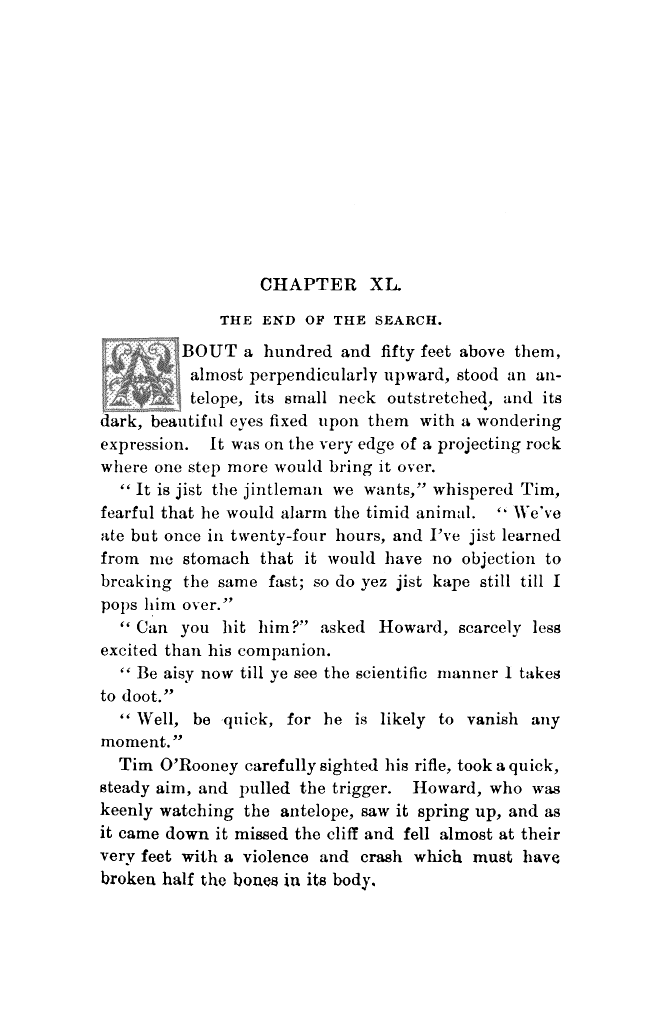 CHAPTER XL.
THE END OF THE SEARCH.
ABOUT a hundred and fifty feet above them,
almost perpendicularly upward, stood an an-
telope, its small neck outstretched, and its
dark, beautiful eyes fixed upon them with a wondering
expression. It was on the very edge of a projecting rock
where one step more would bring it over.
“ It is jist the jintleman we wants,” whispered Tim,
fearful that he would alarm the timid animal. “ We’ve
ate but once in twenty-four hours, and I’ve jist learned
from me stomach that it would have no objection to
breaking the same fast; so do yez jist kape still till I
pops him over.”
“ Can you hit him?” asked Howard, scarcely less
excited than his companion.
“ Be aisy now till ye see the scientific manner I takes
to doot.”
“ Well, be quick, for he is likely to vanish any
moment.”
Tim O’Rooney carefully sighted his rifle, took a quick,
steady aim, and pulled the trigger. Howard, who was
keenly watching the antelope, saw it spring up, and as
it came down it missed the cliff and fell almost at their
very feet with a violence and crash which must have
broken half the bones in its body.